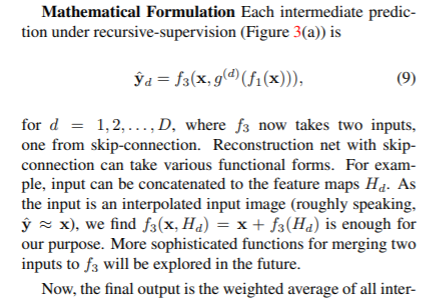 Mathematical Formulation Each intermediate predic-
tion under recursive-supervision (Figure 3(a)) is
ŷ_d = f_3(x, g^{(d)}(f_1(x))), (9)
for d = 1, 2, . . . , D, where f_3 now takes two inputs,
one from skip-connection. Reconstruction net with skip-
connection can take various functional forms. For exam-
ple, input can be concatenated to the feature maps H_d. As
the input is an interpolated input image (roughly speaking,
ŷ ≈ x), we find f_3(x, H_d) = x + f_3(H_d) is enough for
our purpose. More sophisticated functions for merging two
inputs to f_3 will be explored in the future.
Now, the final output is the weighted average of all inter-